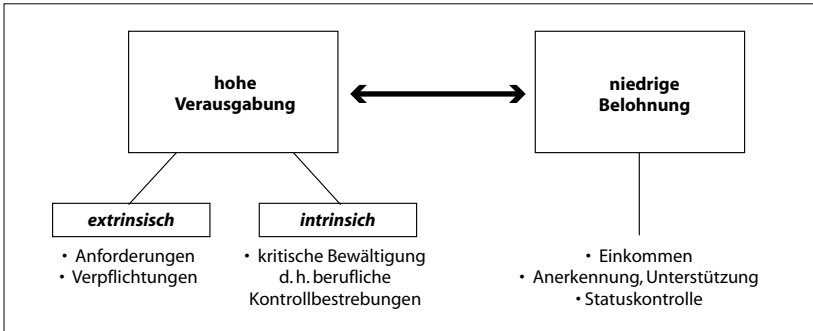 hohe
Verausgabung
niedrige
Belohnung
extrinsisch
intrinsich
• Anforderungen
• Verpflichtungen
• kritische Bewältigung
d. h. berufliche
Kontrollbestrebungen
• Einkommen
• Anerkennung, Unterstützung
• Statuskontrolle